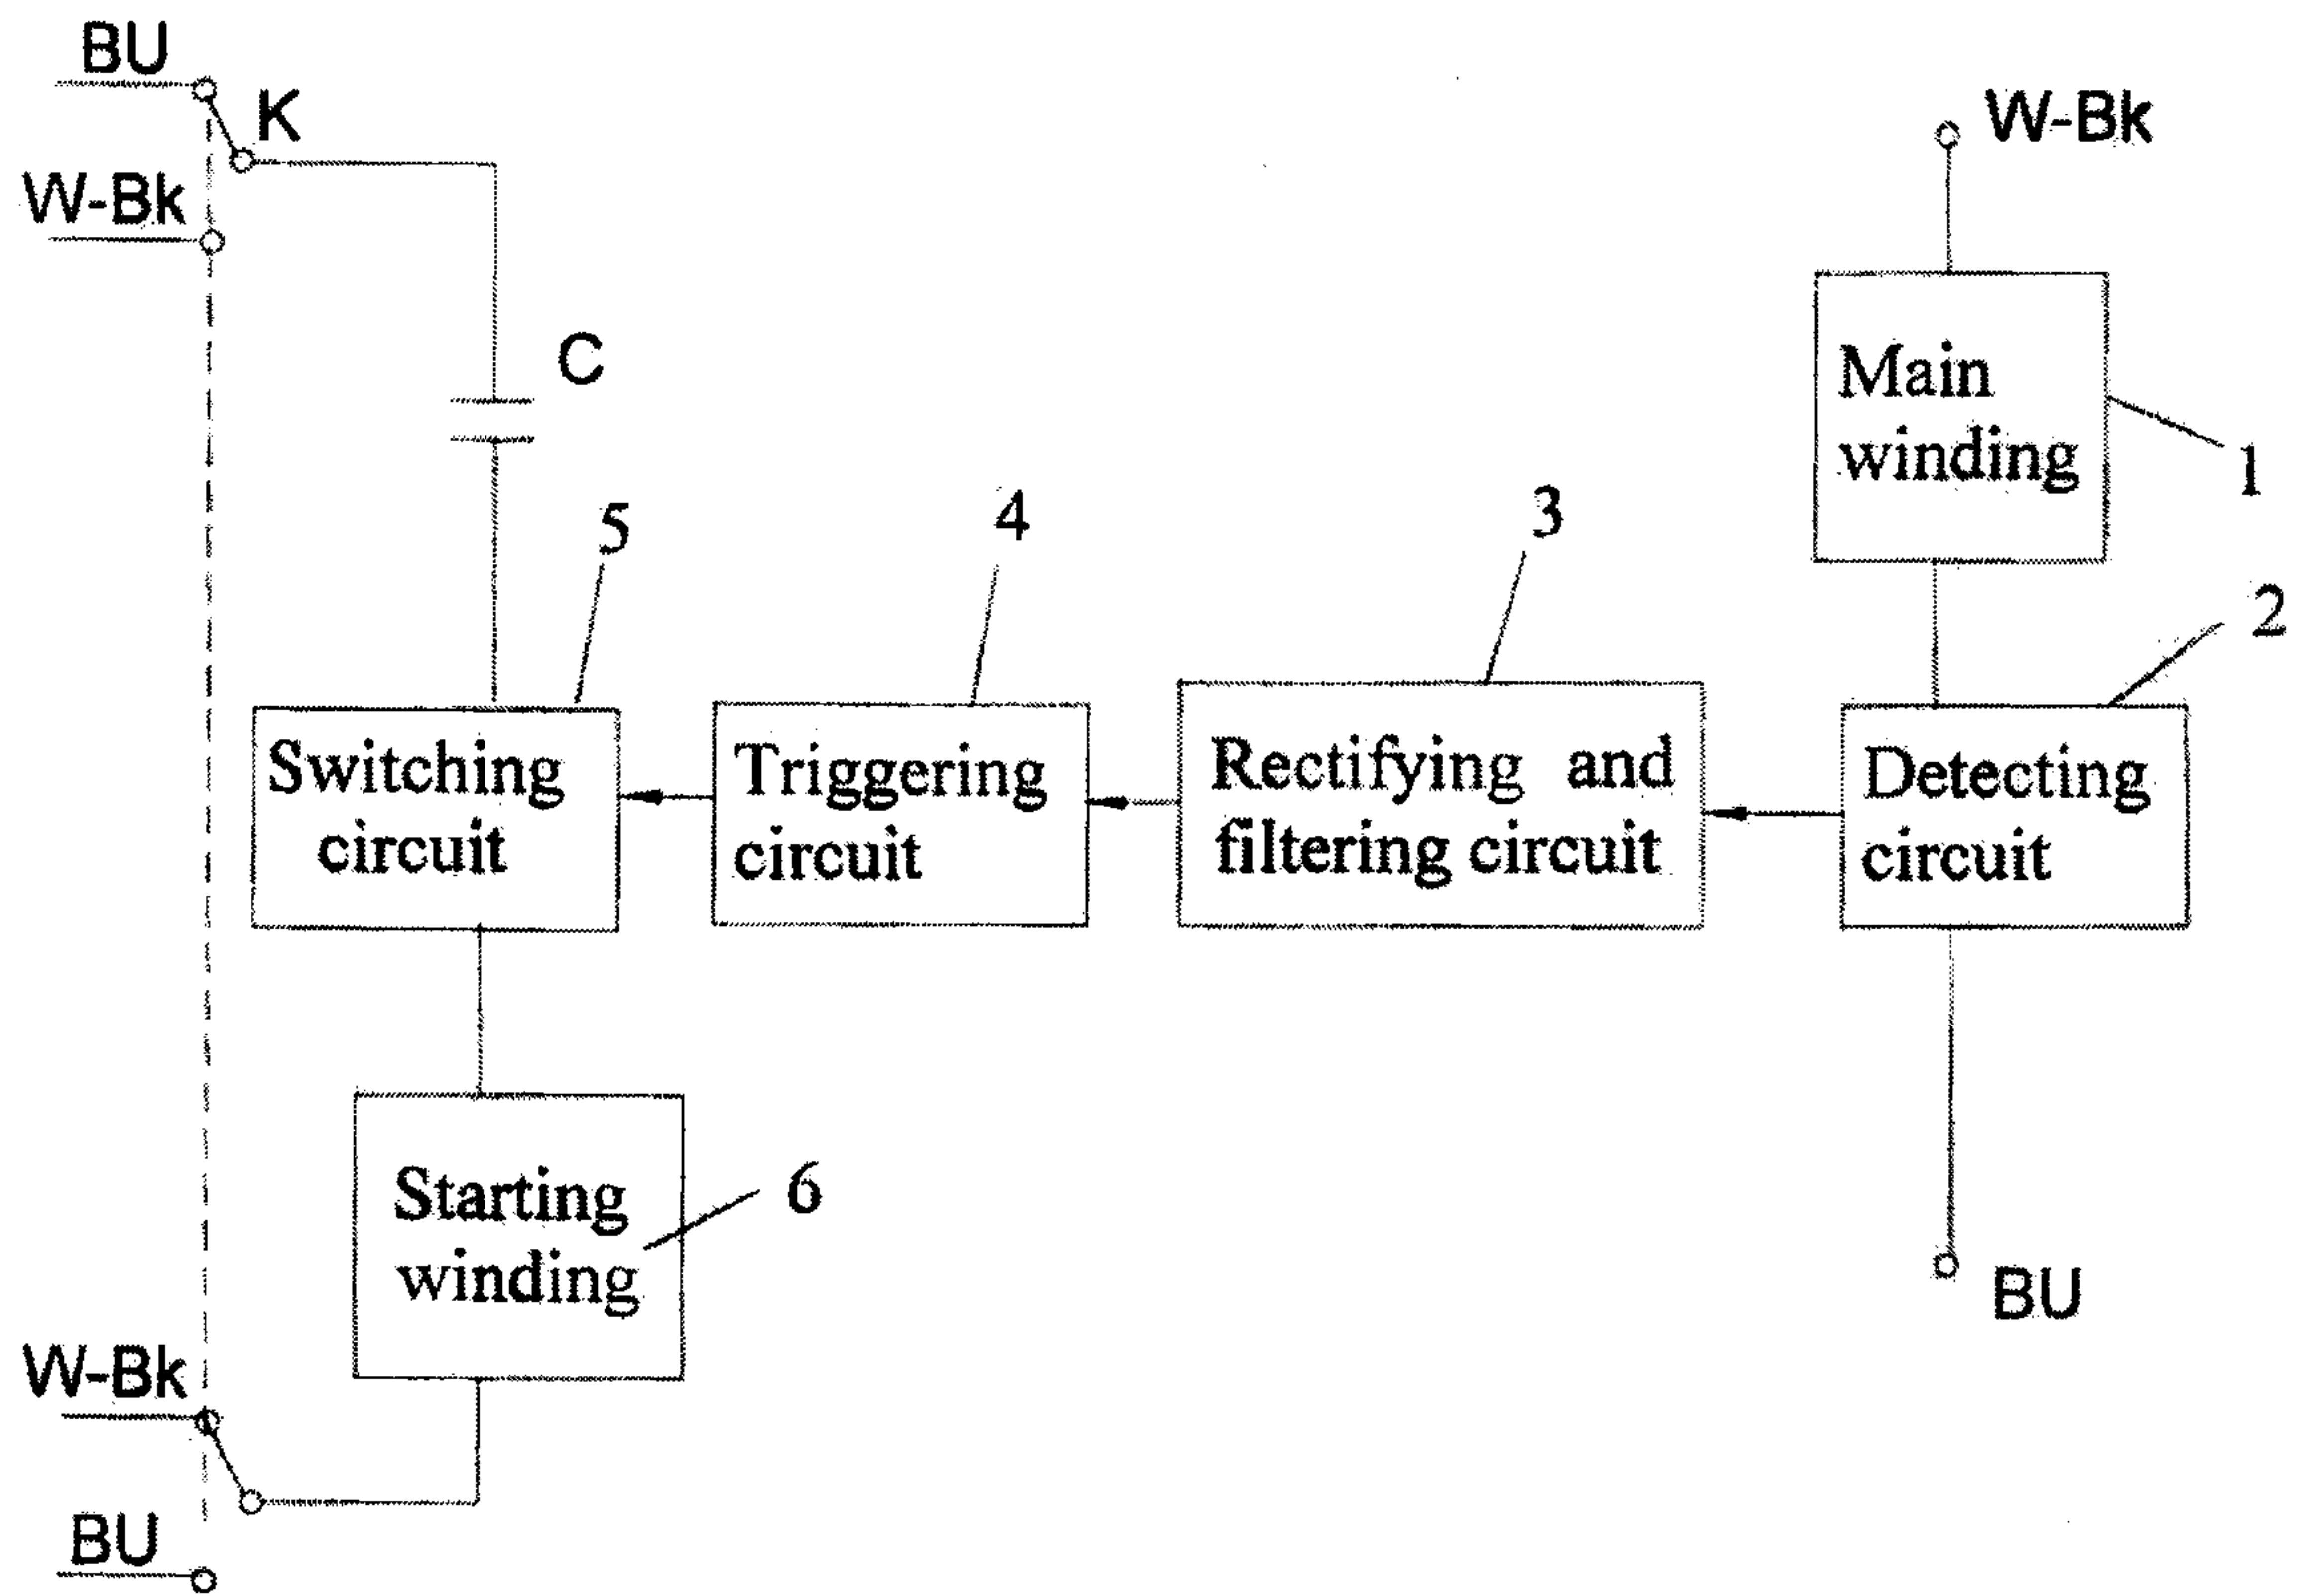 BU
K
W-Bk
W-Bk
C
Main
winding
1
5
4
3
2
Switching
circuit
Triggering
circuit
Rectifying and
filtering circuit
Detecting
circuit
Starting
winding
6
BU
W-Bk
BU